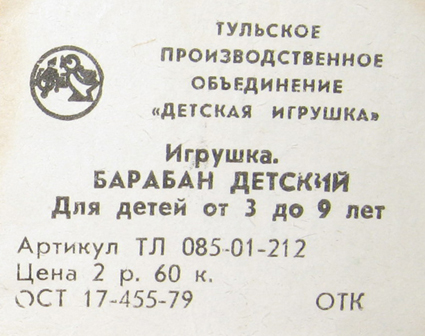 ТУЛЬСКОЕ
ПРОИЗВОДСТВЕННОЕ
ОБЪЕДИНЕНИЕ
«ДЕТСКАЯ ИГРУШКА»
Игрушка.
БАРАБАН ДЕТСКИЙ
Для детей от 3 до 9 лет
Артикул ТЛ 085-01-212
Цена 2 р. 60 к.
ОСТ 17-455-79 ОТК